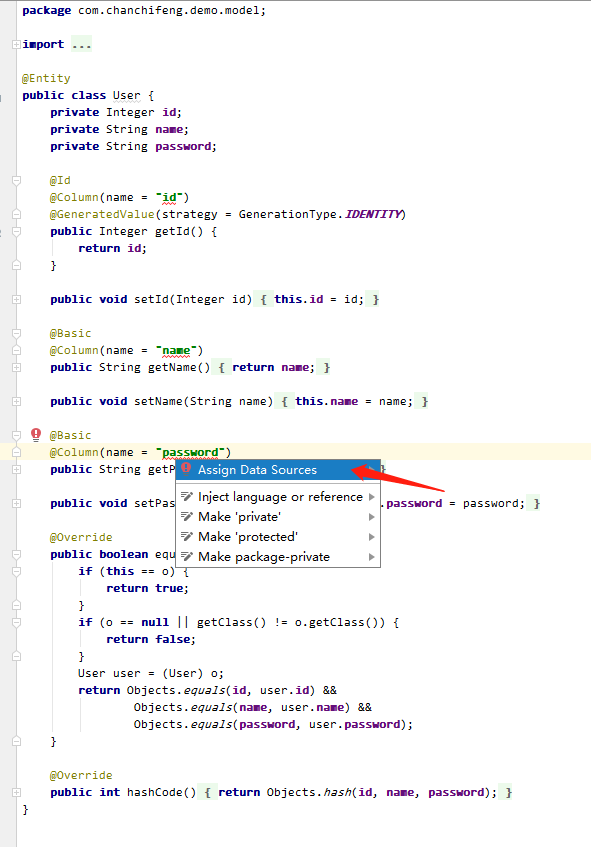 package com.chanchifeng.demo.model;
import ...
@Entity
public class User {
private Integer id;
private String name;
private String password;
@Id
@Column(name = "id")
@GeneratedValue(strategy = GenerationType.IDENTITY)
public Integer getId() {
return id;
}
public void setId(Integer id) { this.id = id; }
@Basic
@Column(name = "name")
public String getName() { return name; }
public void setName(String name) { this.name = name; }
@Basic
@Column(name = "password")
public String getP }
Assign Data Sources
public void setPas .password = password; }
Inject language or reference
Make 'private'
Make 'protected'
Make package-private
@Override
public boolean equ
if (this == o) {
return true;
}
if (o == null || getClass() != o.getClass()) {
return false;
}
User user = (User) o;
return Objects.equals(id, user.id) &&
Objects.equals(name, user.name) &&
Objects.equals(password, user.password);
}
@Override
public int hashCode() { return Objects.hash(id, name, password); }
}